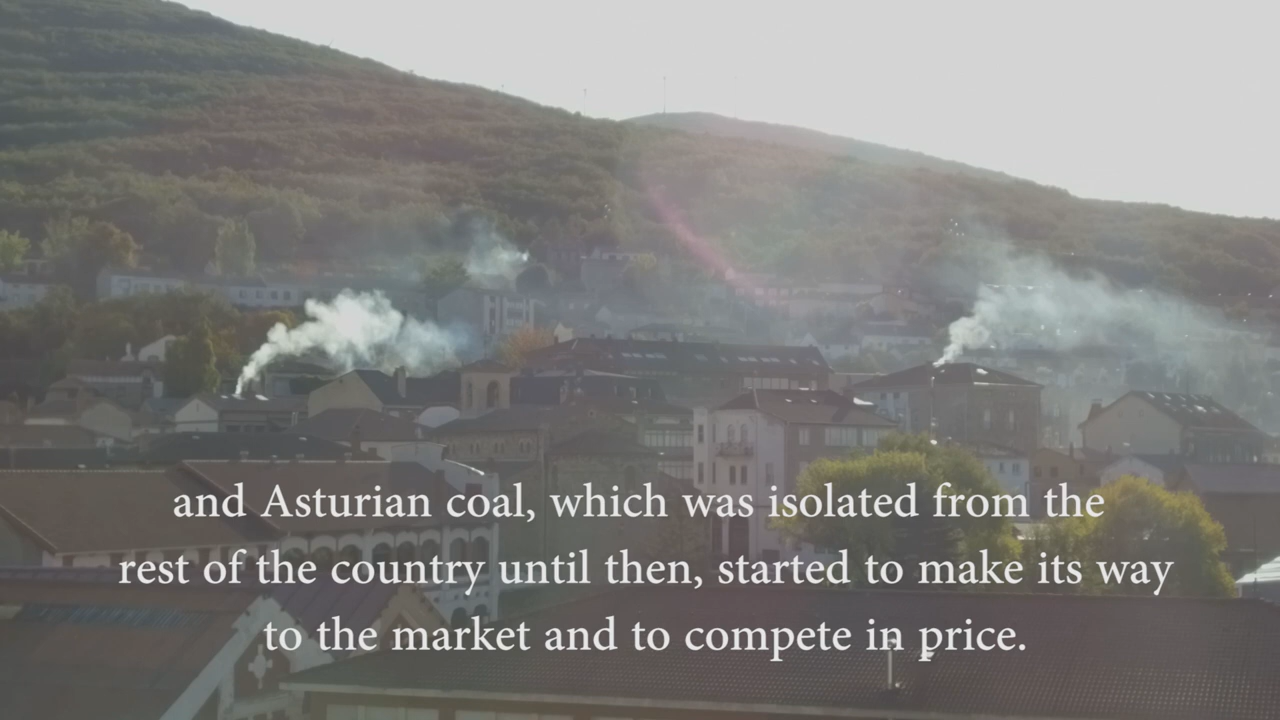 and Asturian coal, which was isolated from the
rest of the country until then, started to make its way
to the market and to compete in price.